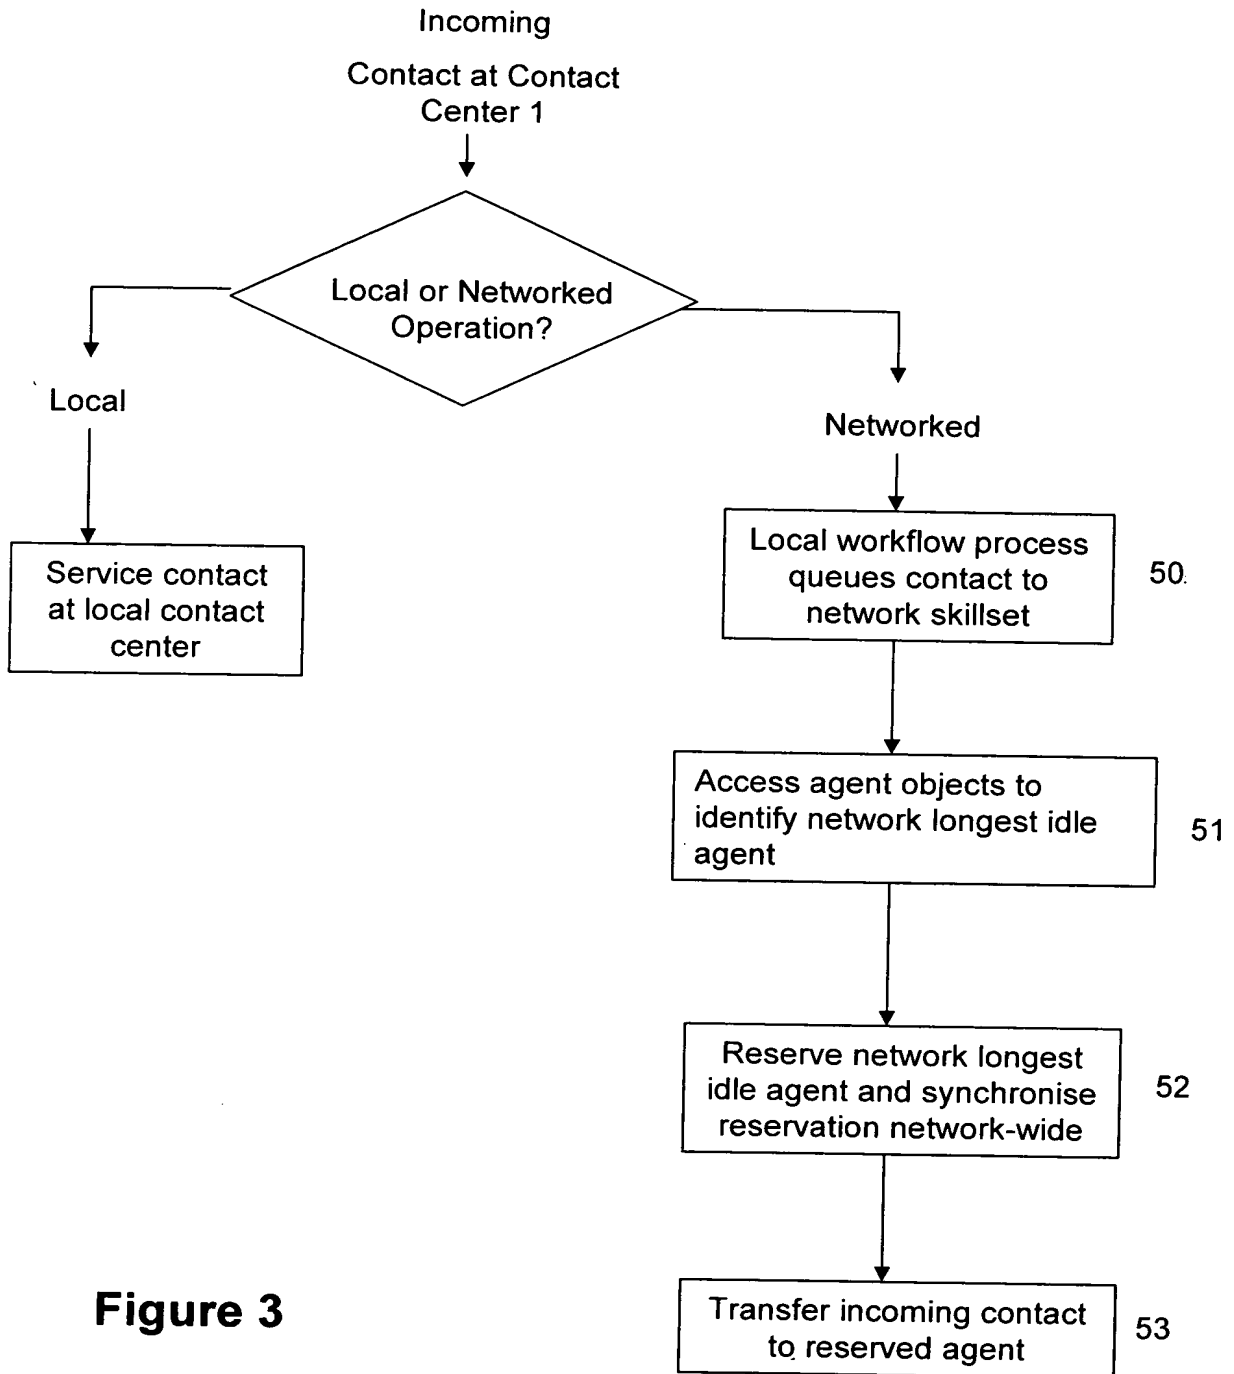 Incoming
Contact at Contact
Center 1
Local or Networked
Operation?
Local
Networked
Service contact
at local contact
center
Local workflow process
queues contact to
network skillset
50
Access agent objects to
identify network longest idle
agent
51
Reserve network longest
idle agent and synchronise
reservation network-wide
52
Transfer incoming contact
to reserved agent
53
Figure 3